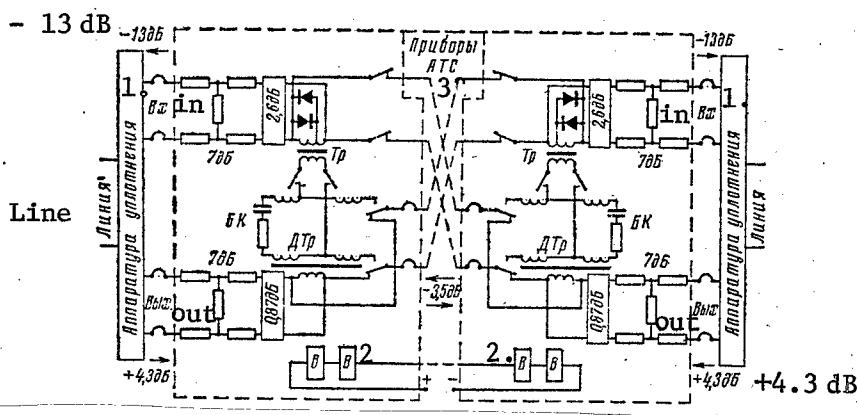 - 13 dB
-13дБ
Приборы
АТС
3
-13дБ
1.
Вх
in
2,6дБ
7дБ
Тр
Тр
2,6дБ
in
Вх
1.
7дБ
Аппаратура уплотнения
Line
Линия
БК
ДТр
ДТр
БК
Аппаратура уплотнения
Линия
7дБ
7дБ
Вых
out
0,87дБ
-3,5дБ
0,87дБ
out
Вых
В
В
2
2.
В
В
+ -
+4,3дБ
+4,3дБ
+4.3 dB